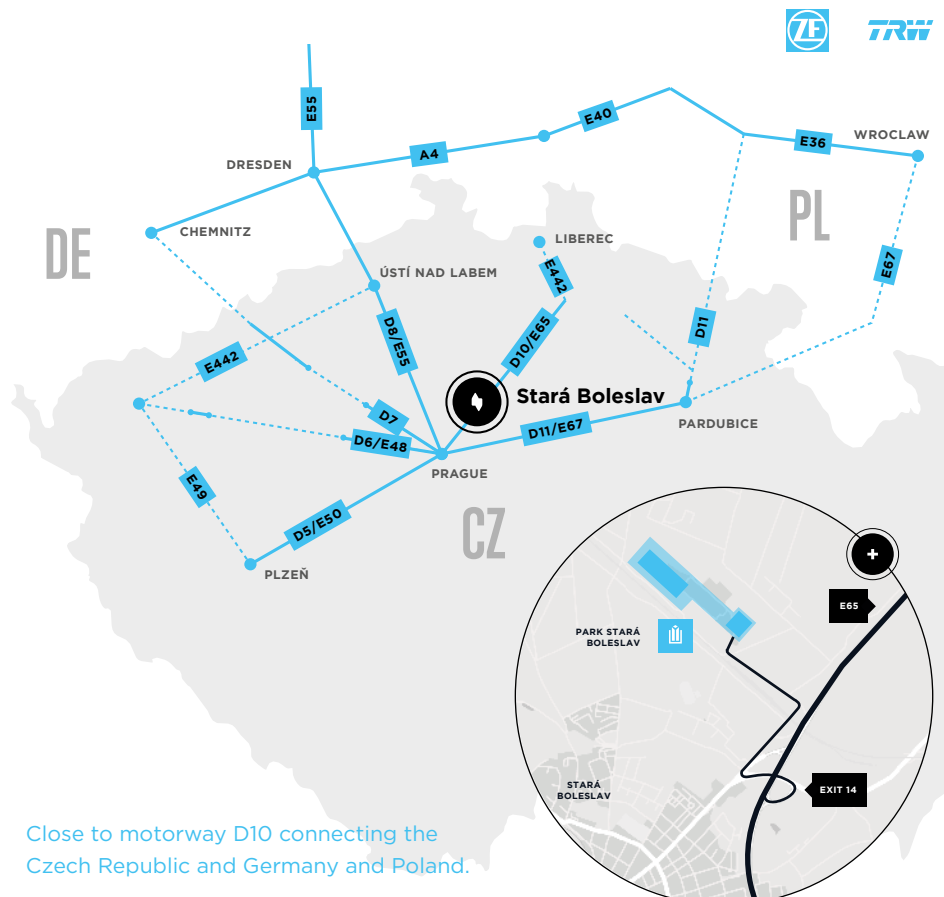 ZF
TRW
E55
E40
E36
WROCLAW
A4
DRESDEN
PL
CHEMNITZ
LIBEREC
DE
E67
ÚSTÍ NAD LABEM
E442
D11
D8/E55
D10/E65
E442
Stará Boleslav
D7
D11/E67
PARDUBICE
D6/E48
PRAGUE
E49
D5/E50
CZ
PLZEŇ
+
E65
PARK STARÁ
BOLESLAV
STARÁ
BOLESLAV
EXIT 14
Close to motorway D10 connecting the
Czech Republic and Germany and Poland.